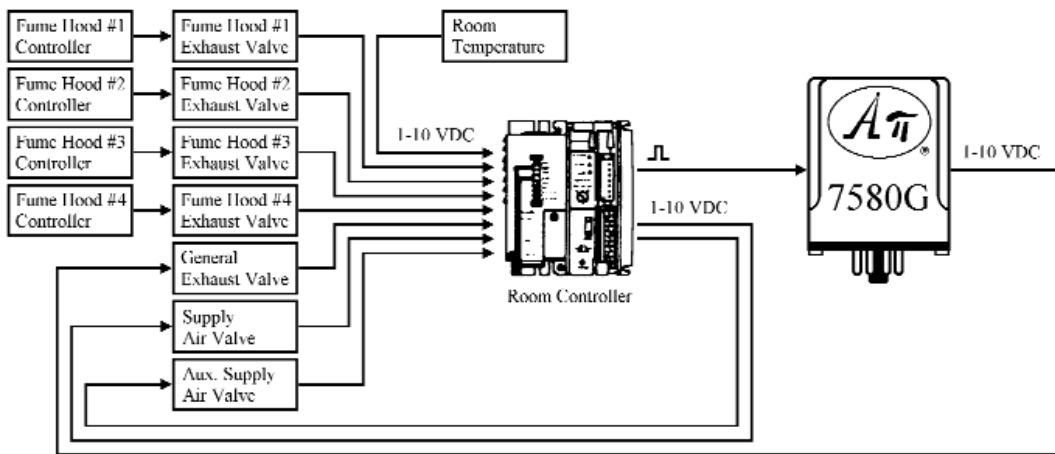 Fume Hood #1
Controller
Fume Hood #1
Exhaust Valve
Room
Temperature
Fume Hood #2
Controller
Fume Hood #2
Exhaust Valve
Fume Hood #3
Controller
Fume Hood #3
Exhaust Valve
Fume Hood #4
Controller
Fume Hood #4
Exhaust Valve
General
Exhaust Valve
Supply
Air Valve
Aux. Supply
Air Valve
1-10 VDC
1-10 VDC
Room Controller
Aπ
®
7580G
1-10 VDC